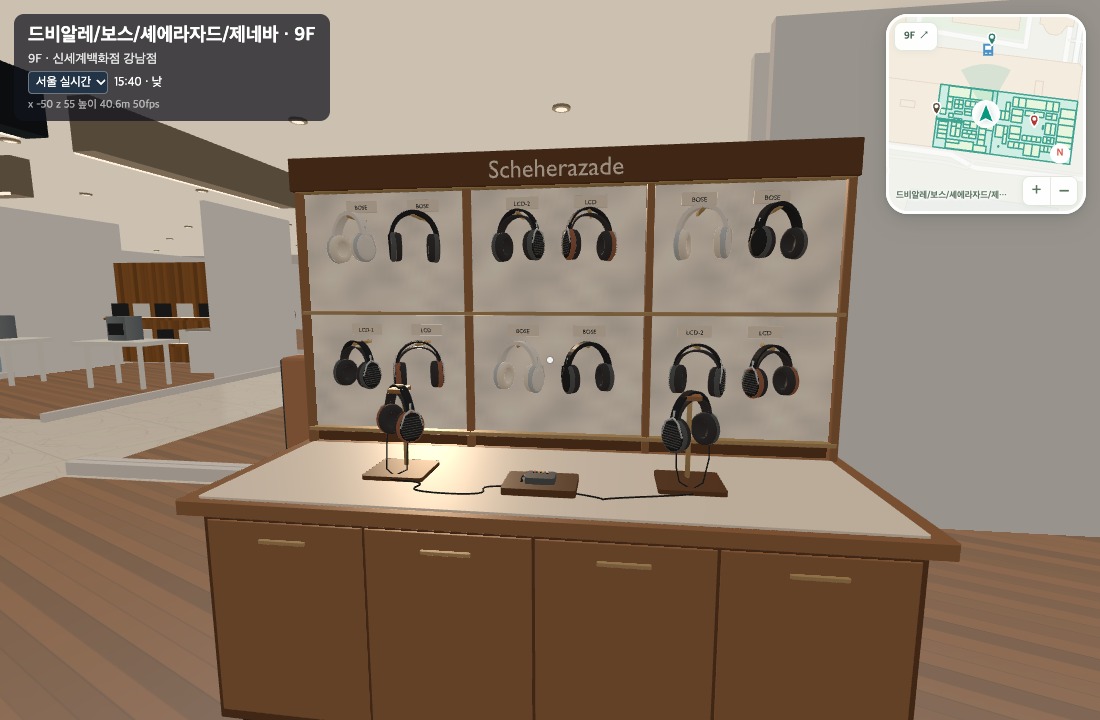 드비알레/보스/셰에라자드/제네바 · 9F
9F · 신세계백화점 강남점
서울 실시간 15:40 · 낮
x -50 z 55 높이 40.6m 50fps
9F
N
드비알레/보스/셰에라자드/제…
+ −
Scheherazade
BOSE BOSE LCD-2 LCD BOSE BOSE
LCD-2 LCD BOSE BOSE LCD-2 LCD